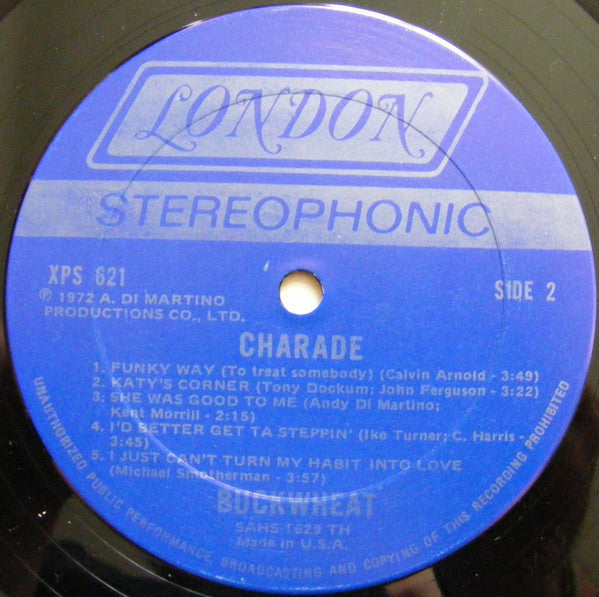 LONDON
STEREOPHONIC
XPS 621
SIDE 2
℗ 1972 A. DI MARTINO
PRODUCTIONS CO., LTD.
CHARADE
1. FUNKY WAY (To treat somebody) (Calvin Arnold - 3:49)
2. KATY'S CORNER (Tony Dockum; John Ferguson - 3:22)
3. SHE WAS GOOD TO ME (Andy Di Martino;
Kent Morrill - 2:15)
4. I'D BETTER GET TA STEPPIN' (Ike Turner; C. Harris -
3:45)
5. I JUST CAN'T TURN MY HABIT INTO LOVE
(Michael Smotherman - 3:57)
BUCKWHEAT
SAHS 1629 TH
Made in U.S.A.
UNAUTHORIZED PUBLIC PERFORMANCE, BROADCASTING AND COPYING OF THIS RECORDING PROHIBITED